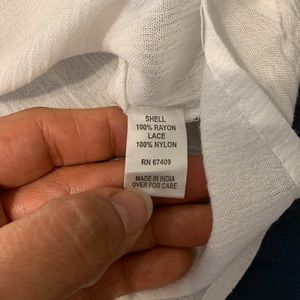 SHELL
100% RAYON
LACE
100% NYLON
RN 67409
MADE IN INDIA
OVER FOR CARE